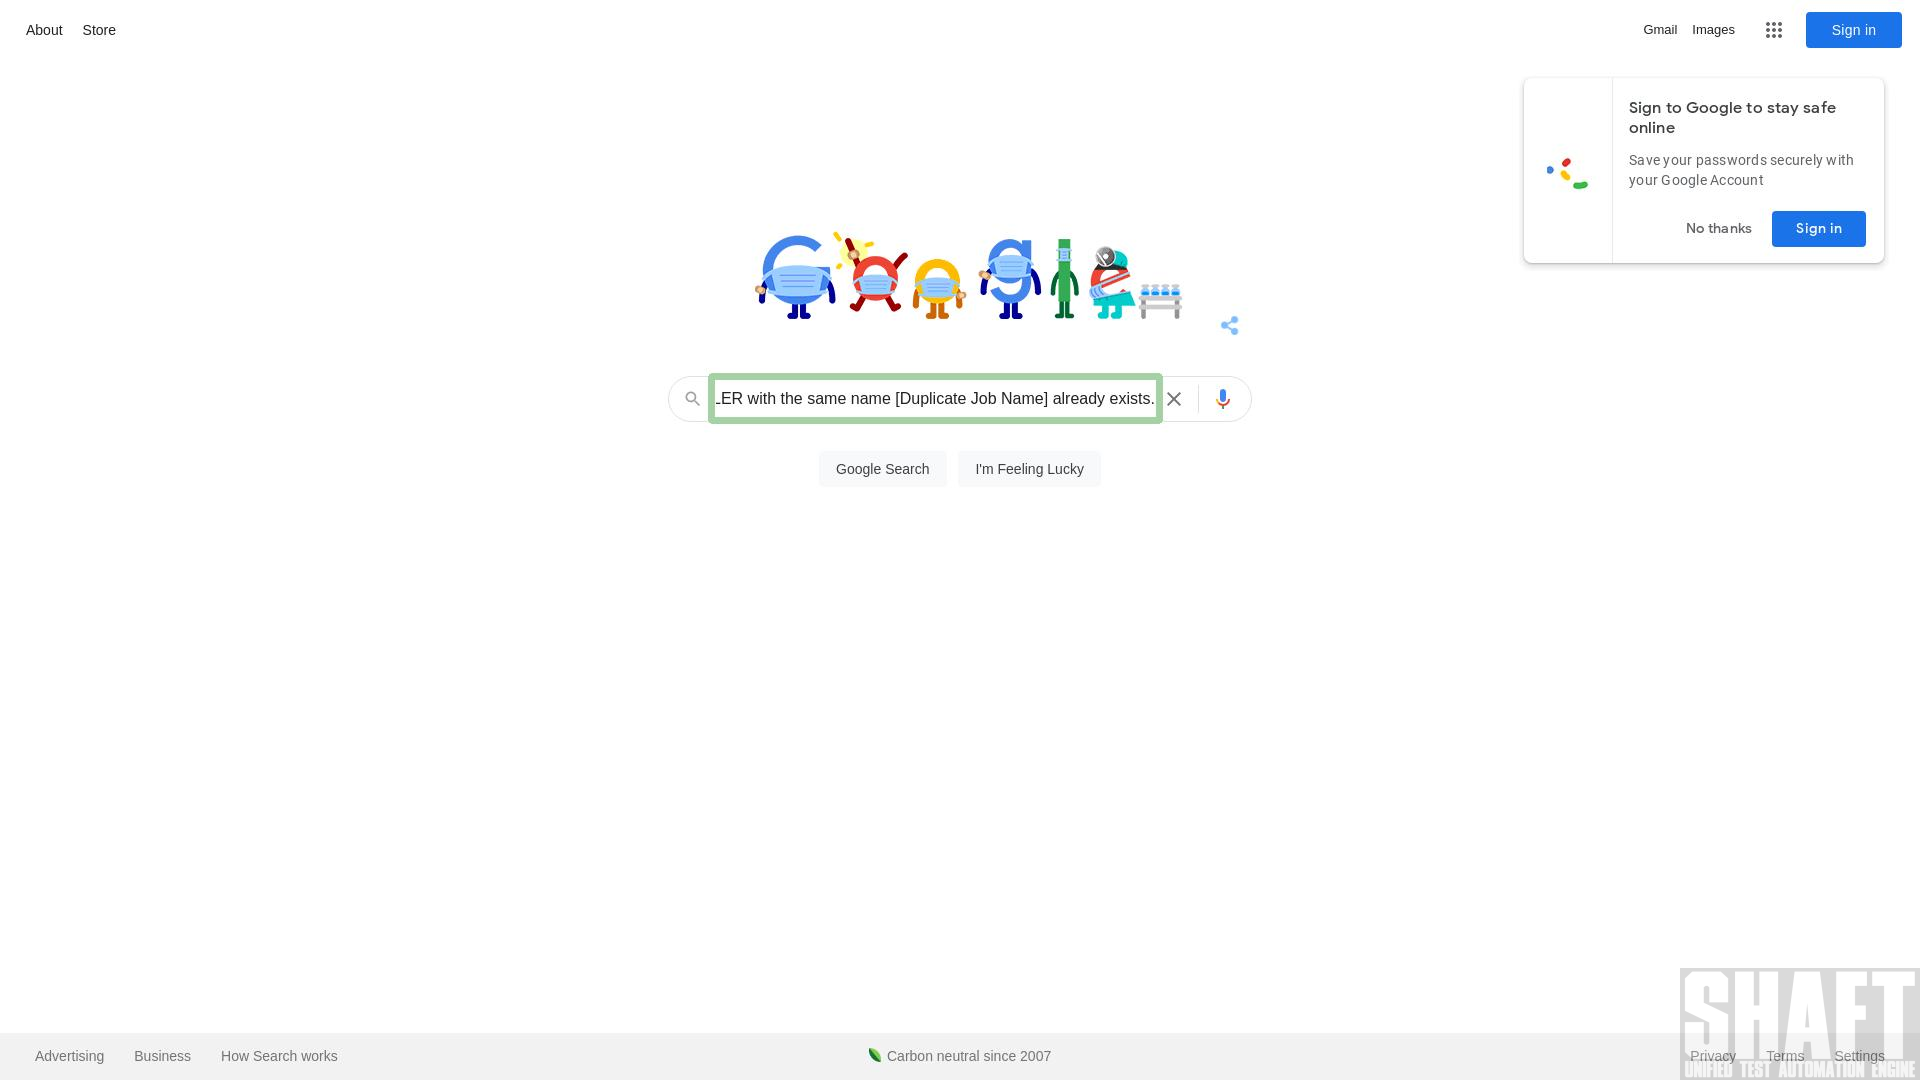 About Store
Gmail Images
Sign in
Sign to Google to stay safe
online
Save your passwords securely with
your Google Account
No thanks
Sign in
Google
LER with the same name [Duplicate Job Name] already exists.
Google Search
I'm Feeling Lucky
Advertising Business How Search works
Carbon neutral since 2007
Privacy Terms Settings
SHAFT
UNIFIED TEST AUTOMATION ENGINE